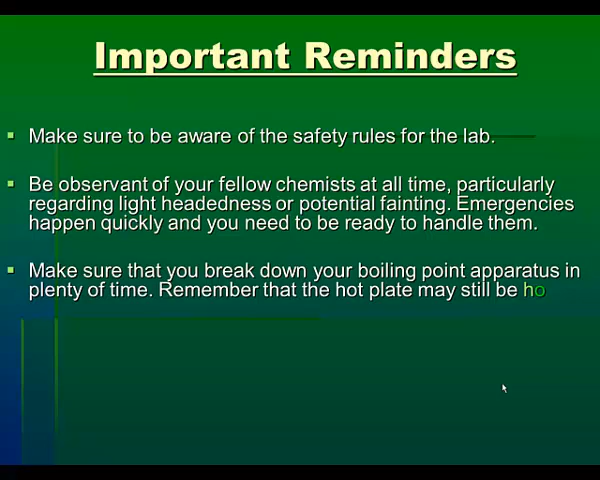 Important Reminders
Make sure to be aware of the safety rules for the lab.
Be observant of your fellow chemists at all time, particularly
regarding light headedness or potential fainting. Emergencies
happen quickly and you need to be ready to handle them.
Make sure that you break down your boiling point apparatus in
plenty of time. Remember that the hot plate may still be ho